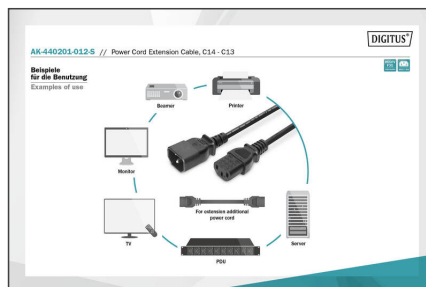 DIGITUS®
AK-440201-012-S // Power Cord Extension Cable, C14 - C13
Beispiele
für die Benutzung
Examples of use
Beamer
Printer
Monitor
For extension additional
power cord
TV
Server
PDU